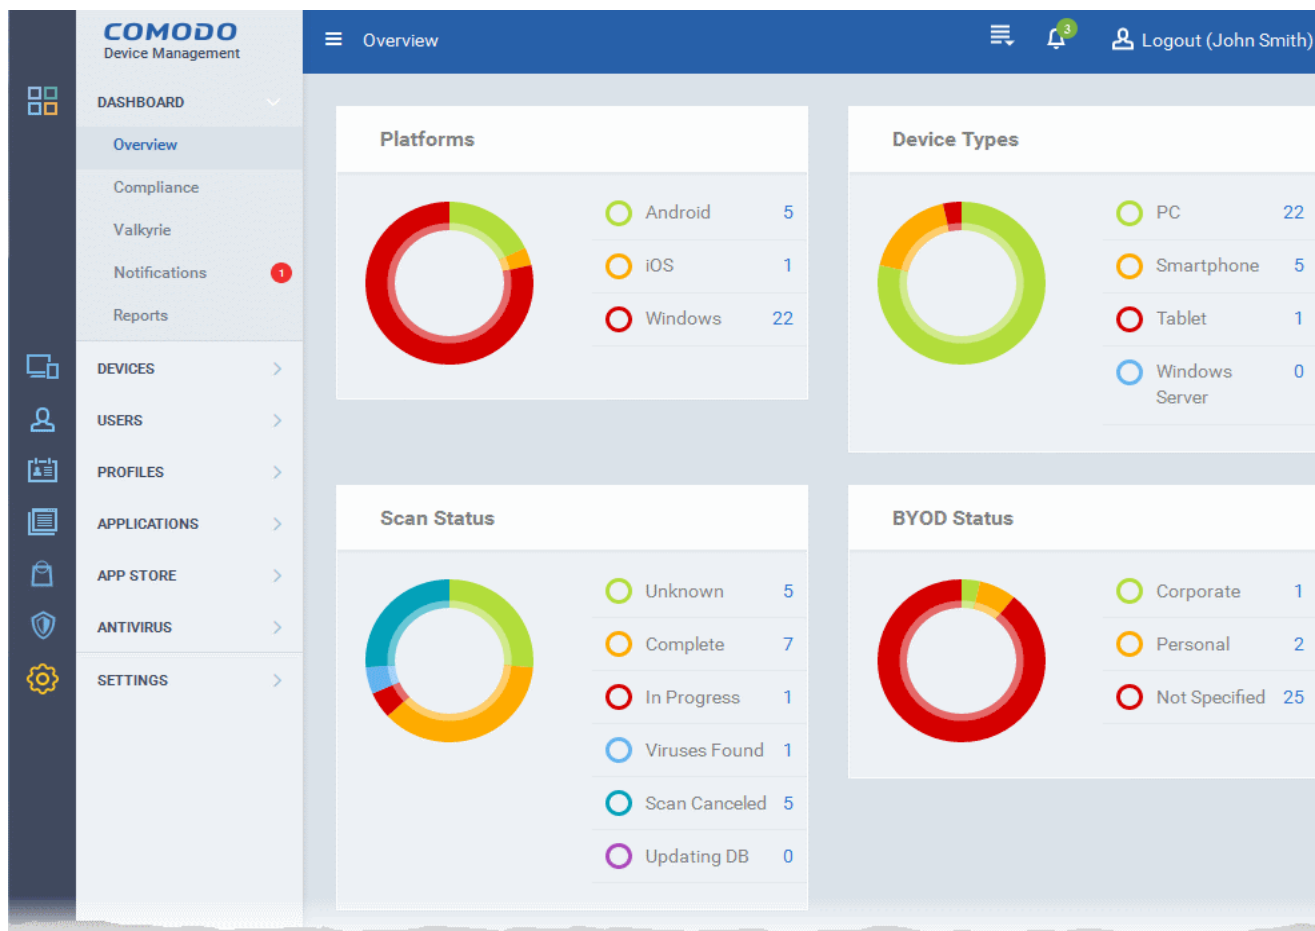 COMODO
Device Management
Overview
3
Logout (John Smith)
DASHBOARD
Overview
Compliance
Valkyrie
Notifications 1
Reports
DEVICES
USERS
PROFILES
APPLICATIONS
APP STORE
ANTIVIRUS
SETTINGS
Platforms
Android 5
iOS 1
Windows 22
Device Types
PC 22
Smartphone 5
Tablet 1
Windows 0
Server
Scan Status
Unknown 5
Complete 7
In Progress 1
Viruses Found 1
Scan Canceled 5
Updating DB 0
BYOD Status
Corporate 1
Personal 2
Not Specified 25